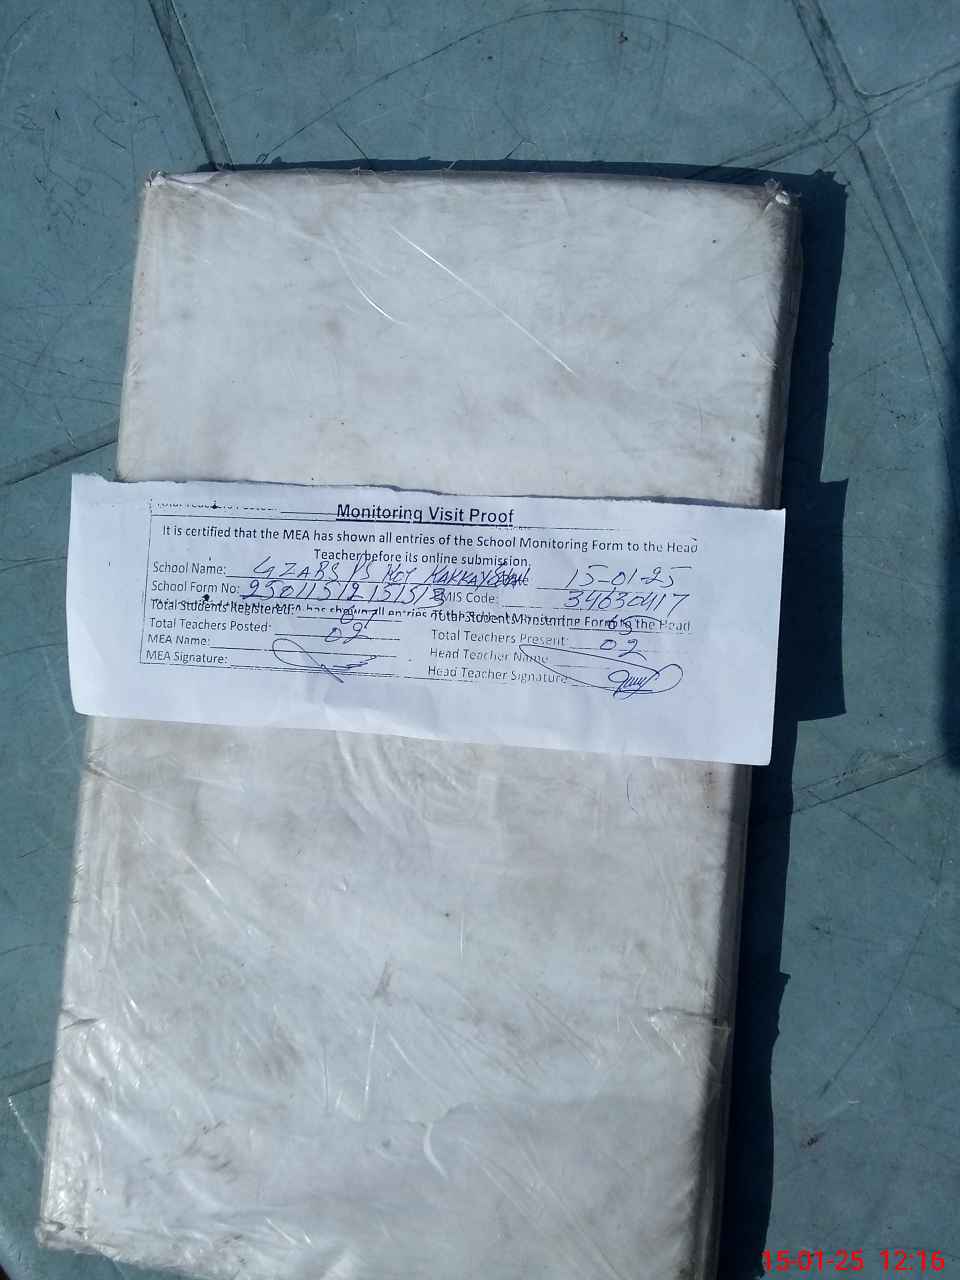 Monitoring Visit Proof
It is certified that the MEA has shown all entries of the School Monitoring Form to the Head
Teacher before its online submission.
School Name: GZABS PS 15-01-25
School Form No: EMIS Code: 34630417
Total Students Registered: 67
Total Teachers Posted: 02 Total Teachers Present: 02
MEA Name: Head Teacher Name
MEA Signature: Head Teacher Signature:
15-01-25 12:16